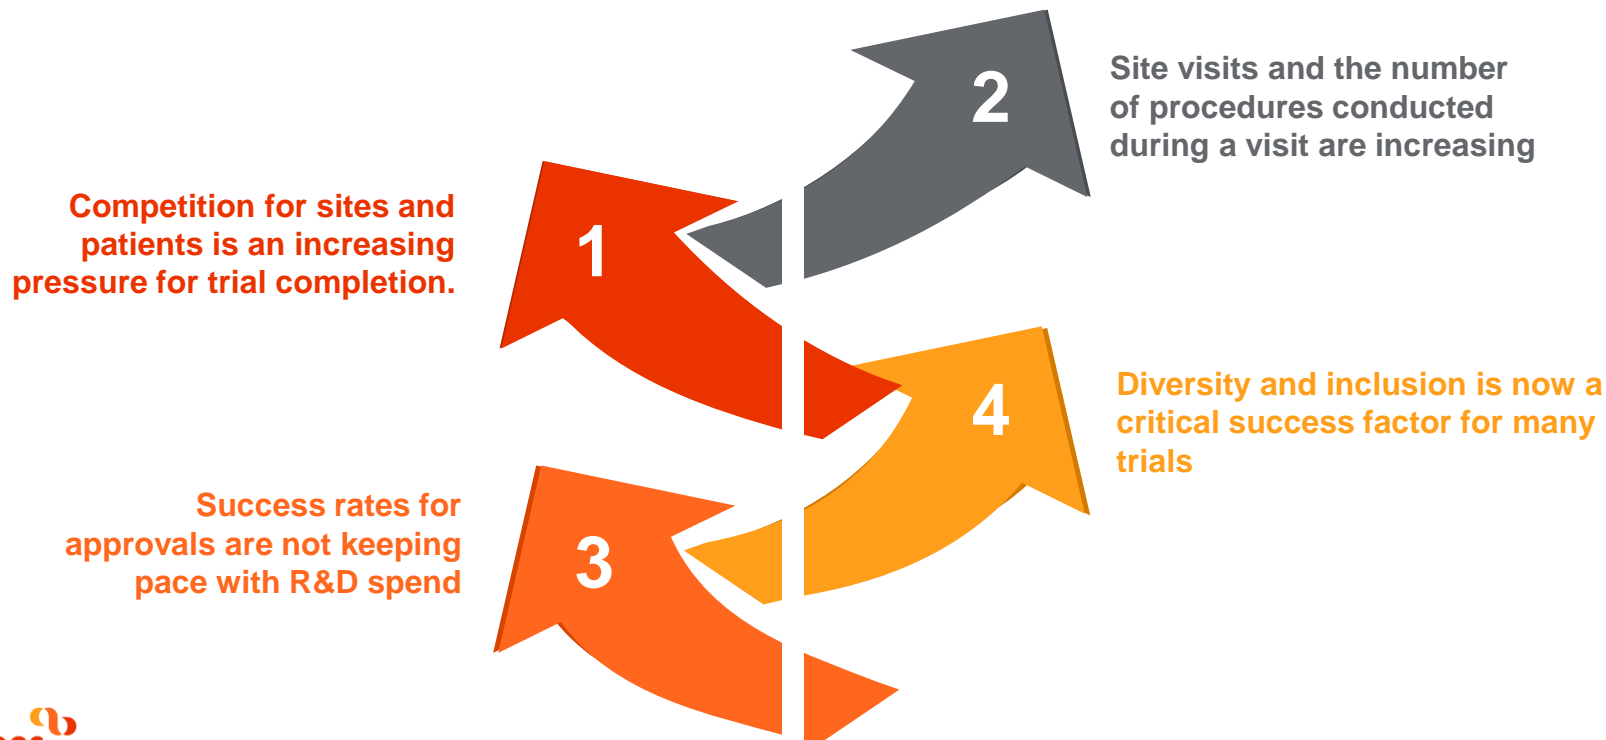 2
Site visits and the number
of procedures conducted
during a visit are increasing
Competition for sites and
patients is an increasing
pressure for trial completion.
1
4
Diversity and inclusion is now a
critical success factor for many
trials
Success rates for
approvals are not keeping
pace with R&D spend
3